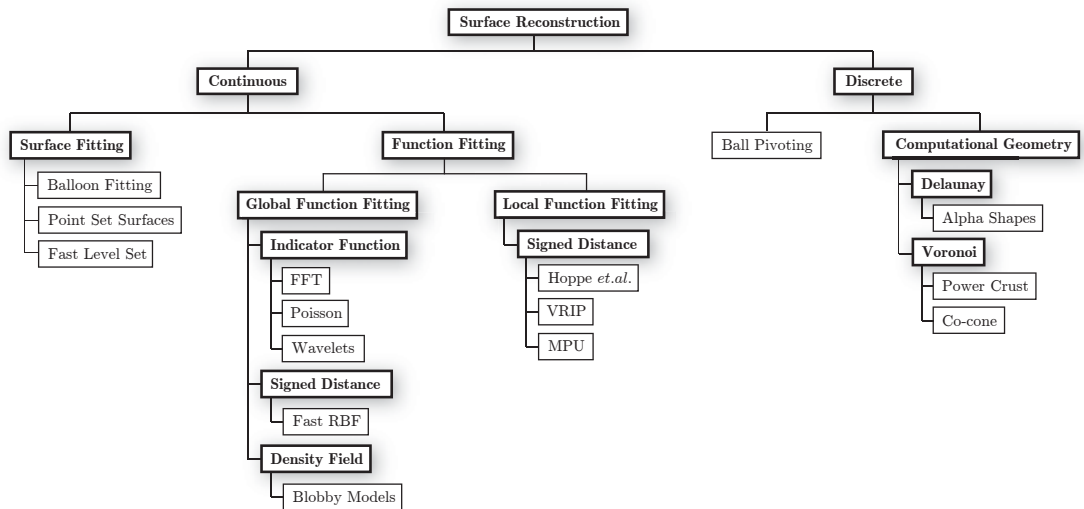 Surface Reconstruction
Continuous
Discrete
Surface Fitting
Function Fitting
Ball Pivoting
Computational Geometry
Balloon Fitting
Point Set Surfaces
Fast Level Set
Global Function Fitting
Local Function Fitting
Indicator Function
FFT
Poisson
Wavelets
Signed Distance
Fast RBF
Density Field
Blobby Models
Signed Distance
Hoppe et.al.
VRIP
MPU
Delaunay
Alpha Shapes
Voronoi
Power Crust
Co-cone